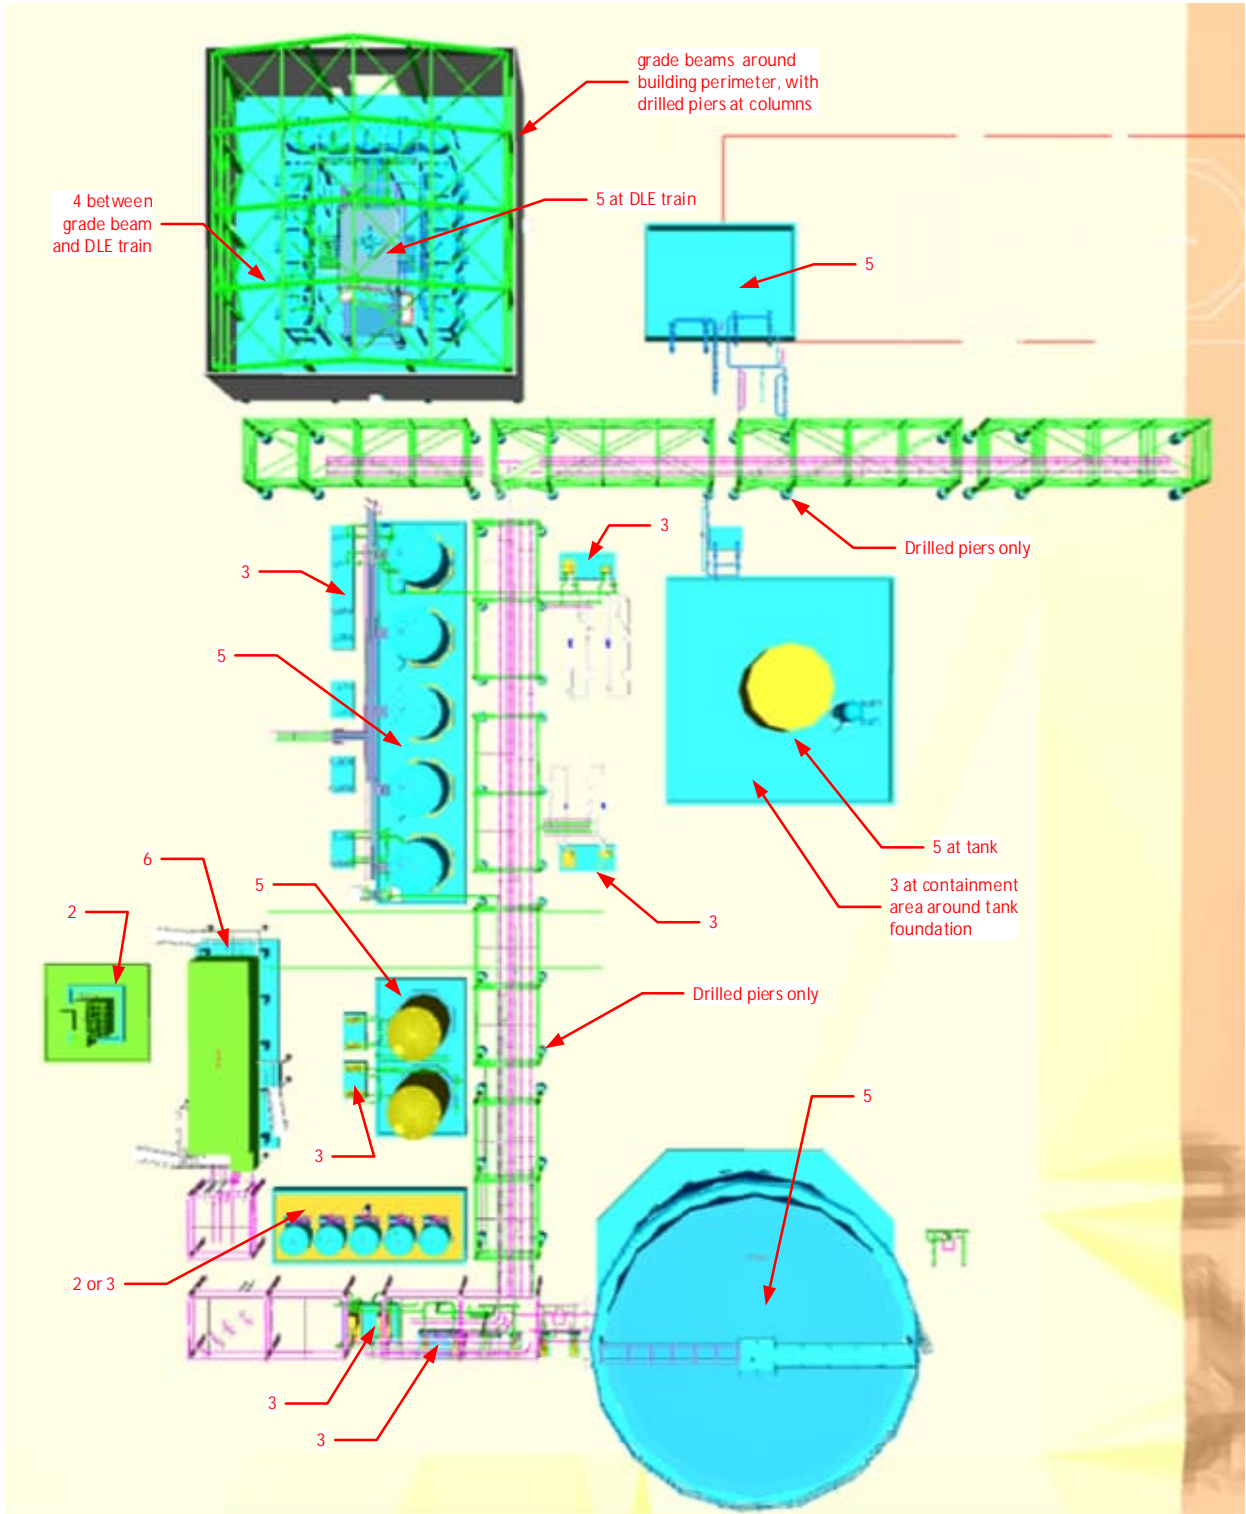 grade beams around
building perimeter, with
drilled piers at columns
4 between
grade beam
and DLE train
5 at DLE train
5
3
Drilled piers only
3
5
5 at tank
6
5
3 at containment
area around tank
foundation
2
3
Drilled piers only
5
3
2 or 3
3
3